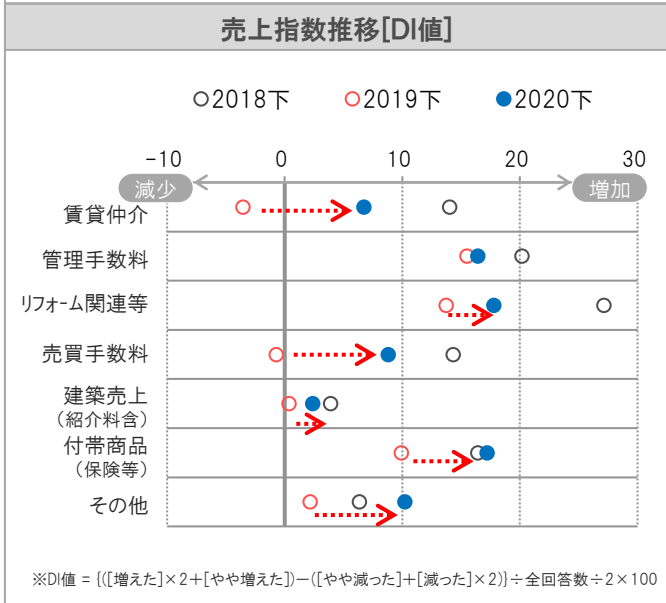 売上指数推移[DI値]
○2018下 ○2019下 ●2020下
-10 0 10 20 30
減少 増加
賃貸仲介
管理手数料
リフォーム関連等
売買手数料
建築売上
(紹介料含)
付帯商品
(保険等)
その他
※DI値 = {([増えた]×2+[やや増えた])－([やや減った]+[減った]×2)}÷全回答数÷2×100